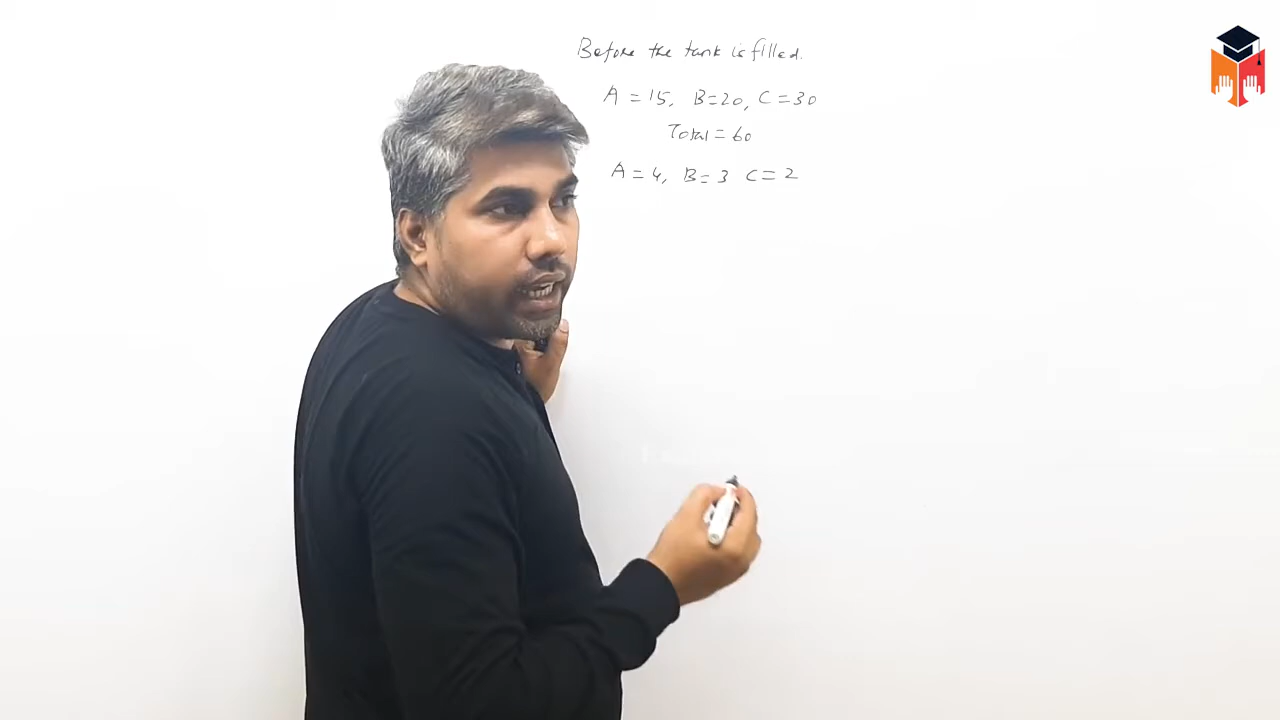 Before the tank is filled.
A = 15, B = 20, C = 30
Total = 60
A = 4, B = 3 C = 2